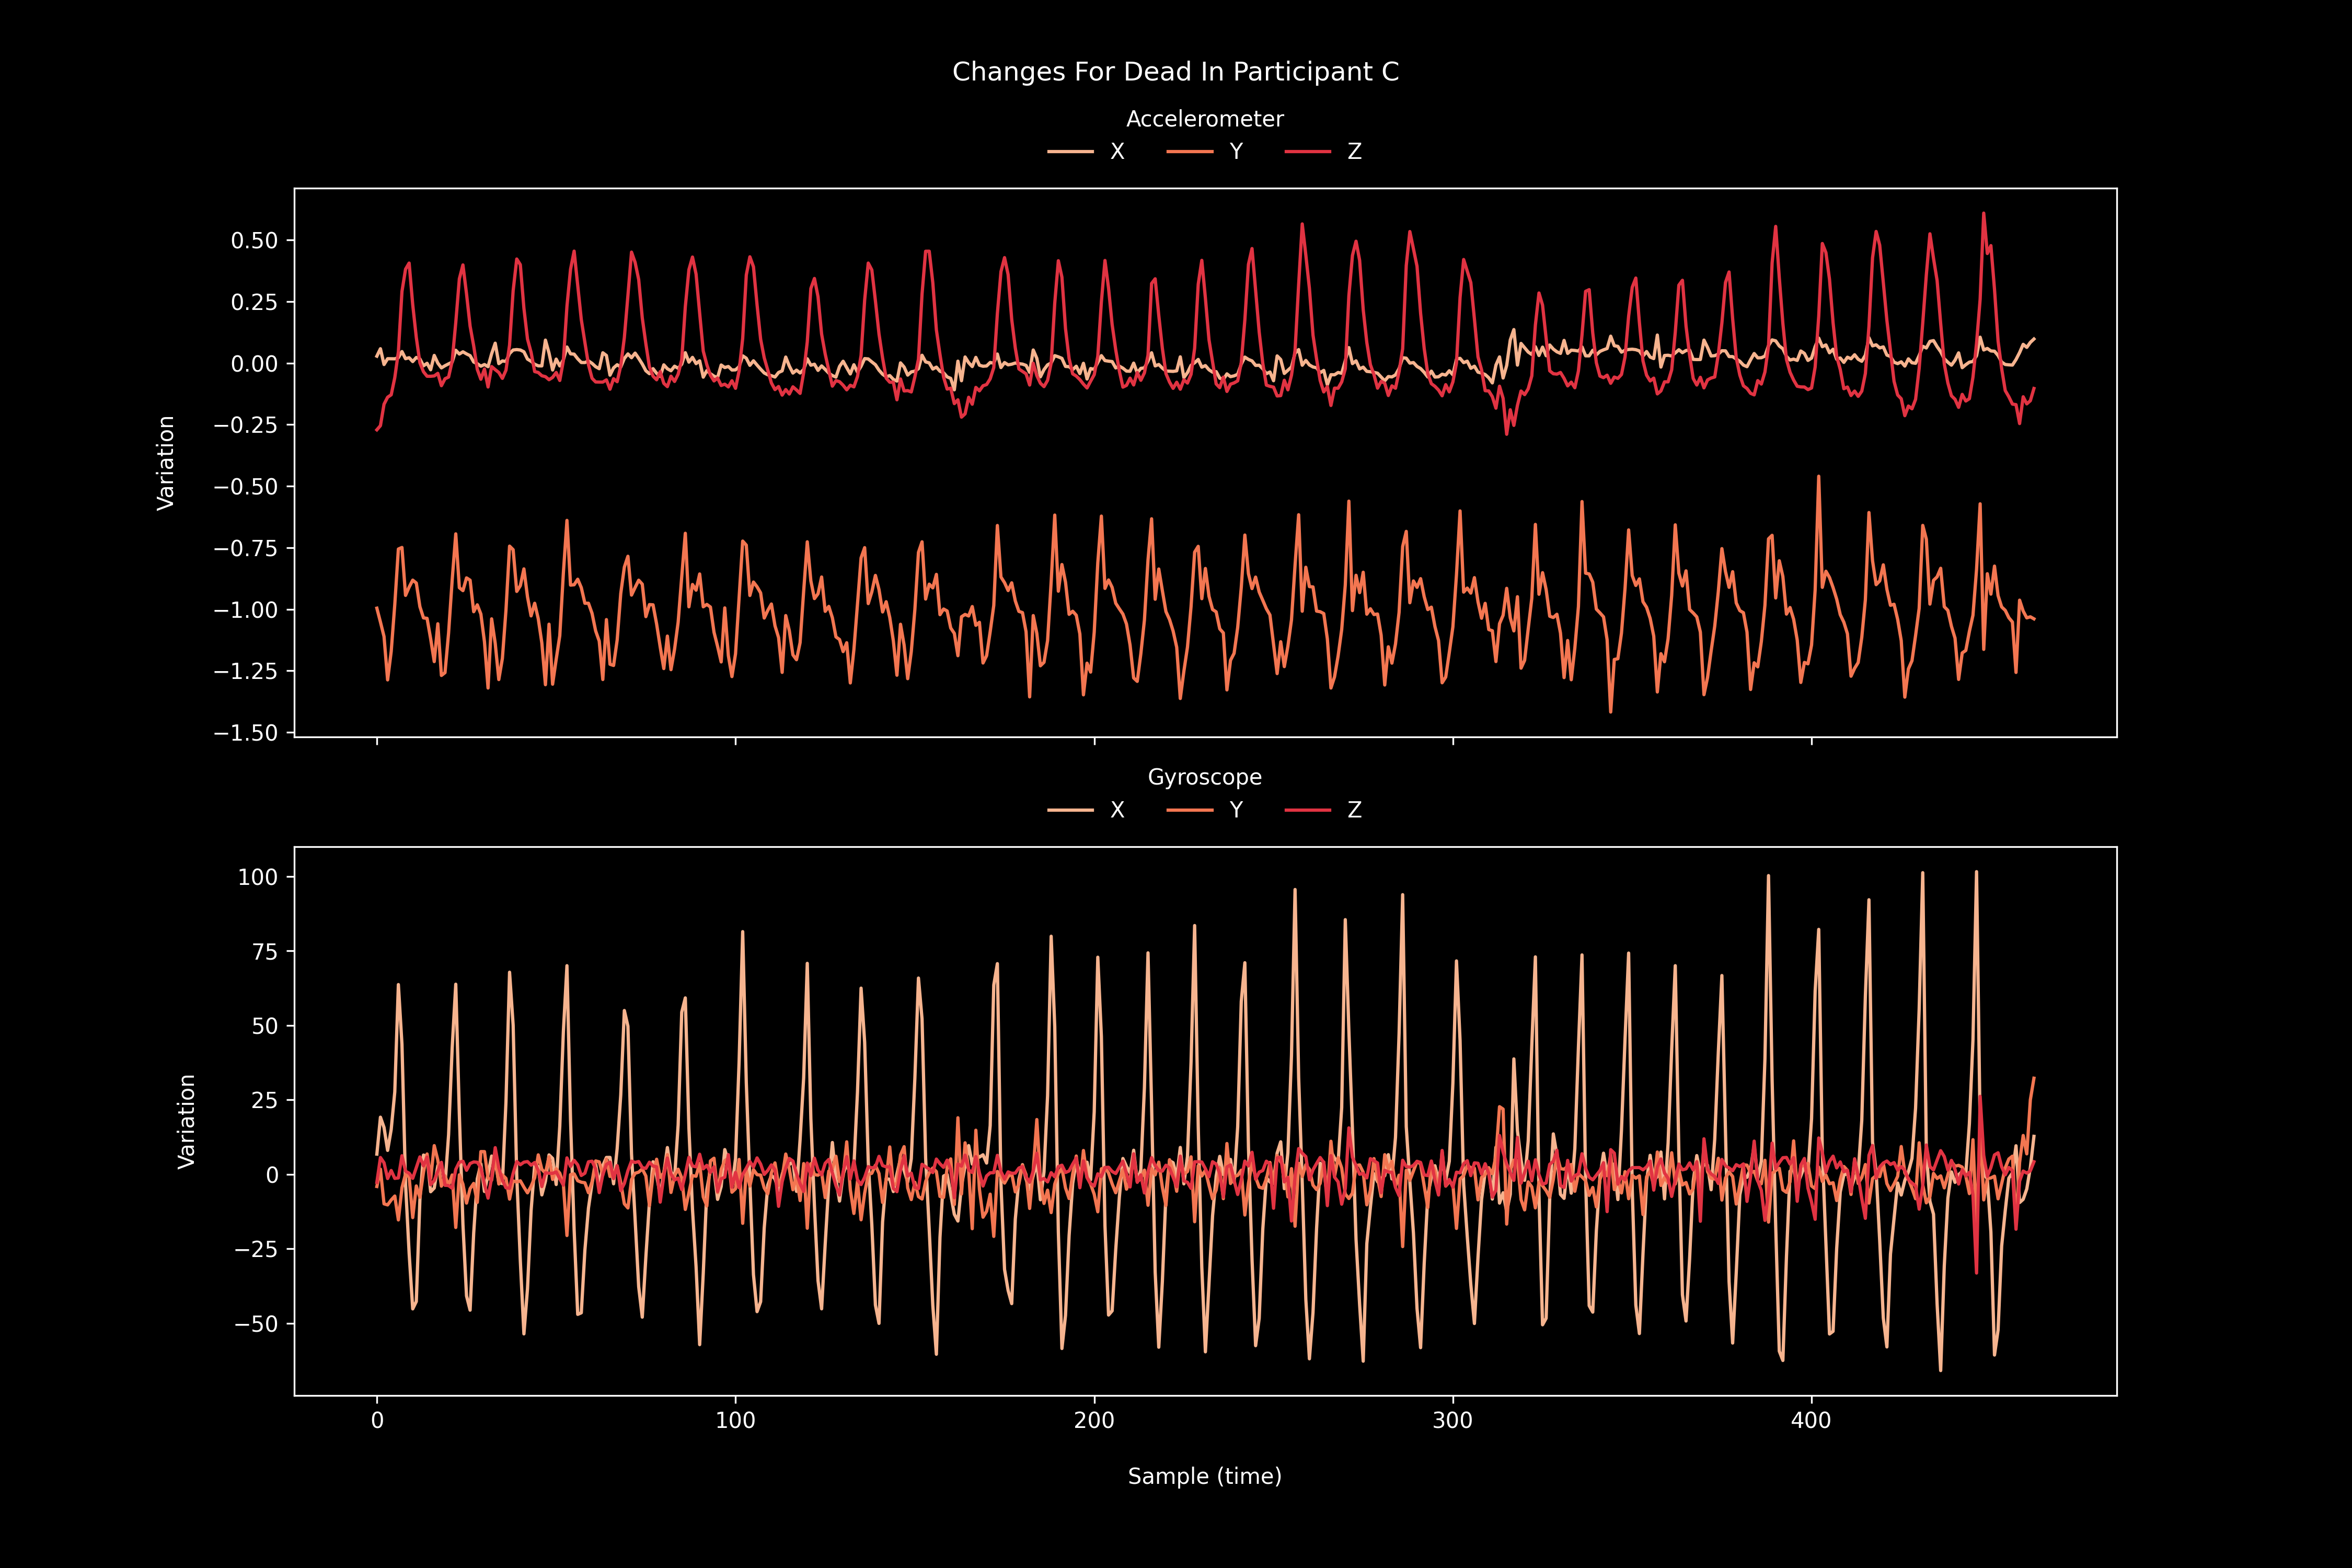 Changes For Dead In Participant C
Accelerometer
X Y Z
0.50
0.25
0.00
−0.25
−0.50
−0.75
−1.00
−1.25
−1.50
Variation
Gyroscope
X Y Z
100
75
50
25
0
−25
−50
Variation
0 100 200 300 400
Sample (time)